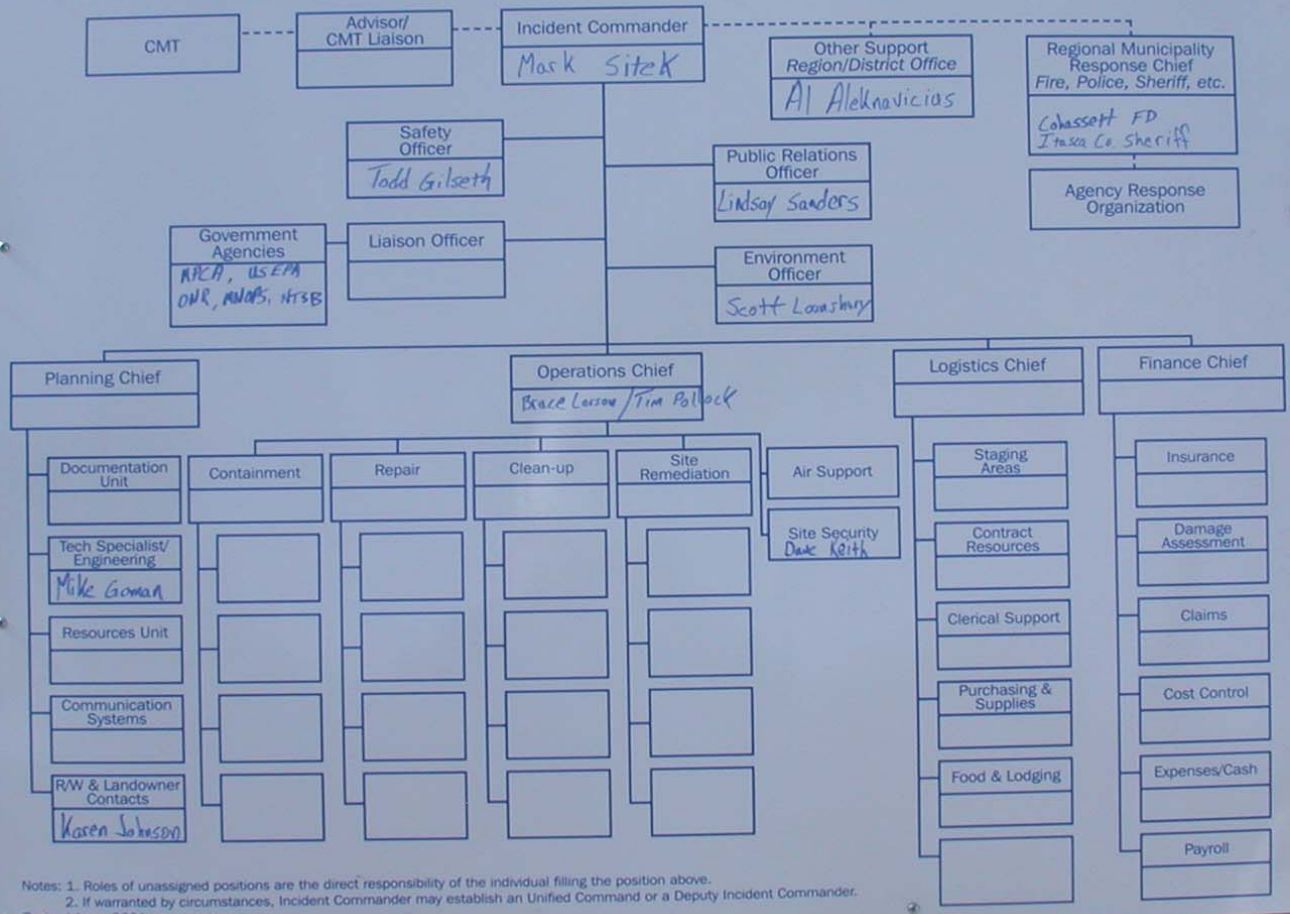 CMT
Advisor/
CMT Liaison
Incident Commander
Mark Sitek
Other Support
Region/District Office
Al Aleknavicias
Regional Municipality
Response Chief
Fire, Police, Sheriff, etc.
Cohassett FD
Itasca Co. Sheriff
Agency Response
Organization
Safety
Officer
Todd Gilseth
Public Relations
Officer
Lindsay Sanders
Government
Agencies
MPCA, USEPA
DNR, MNOPS, NTSB
Liaison Officer
Environment
Officer
Scott Lounsbury
Planning Chief
Operations Chief
Bruce Larson/Tim Pollock
Logistics Chief
Finance Chief
Documentation
Unit
Tech Specialist/
Engineering
Mike Goman
Resources Unit
Communication
Systems
R/W & Landowner
Contacts
Karen Johnson
Containment
Repair
Clean-up
Site
Remediation
Air Support
Site Security
Dave Keith
Staging
Areas
Contract
Resources
Clerical Support
Purchasing &
Supplies
Food & Lodging
Insurance
Damage
Assessment
Claims
Cost Control
Expenses/Cash
Payroll
Notes: 1. Roles of unassigned positions are the direct responsibility of the individual filling the position above.
2. If warranted by circumstances, Incident Commander may establish an Unified Command or a Deputy Incident Commander.